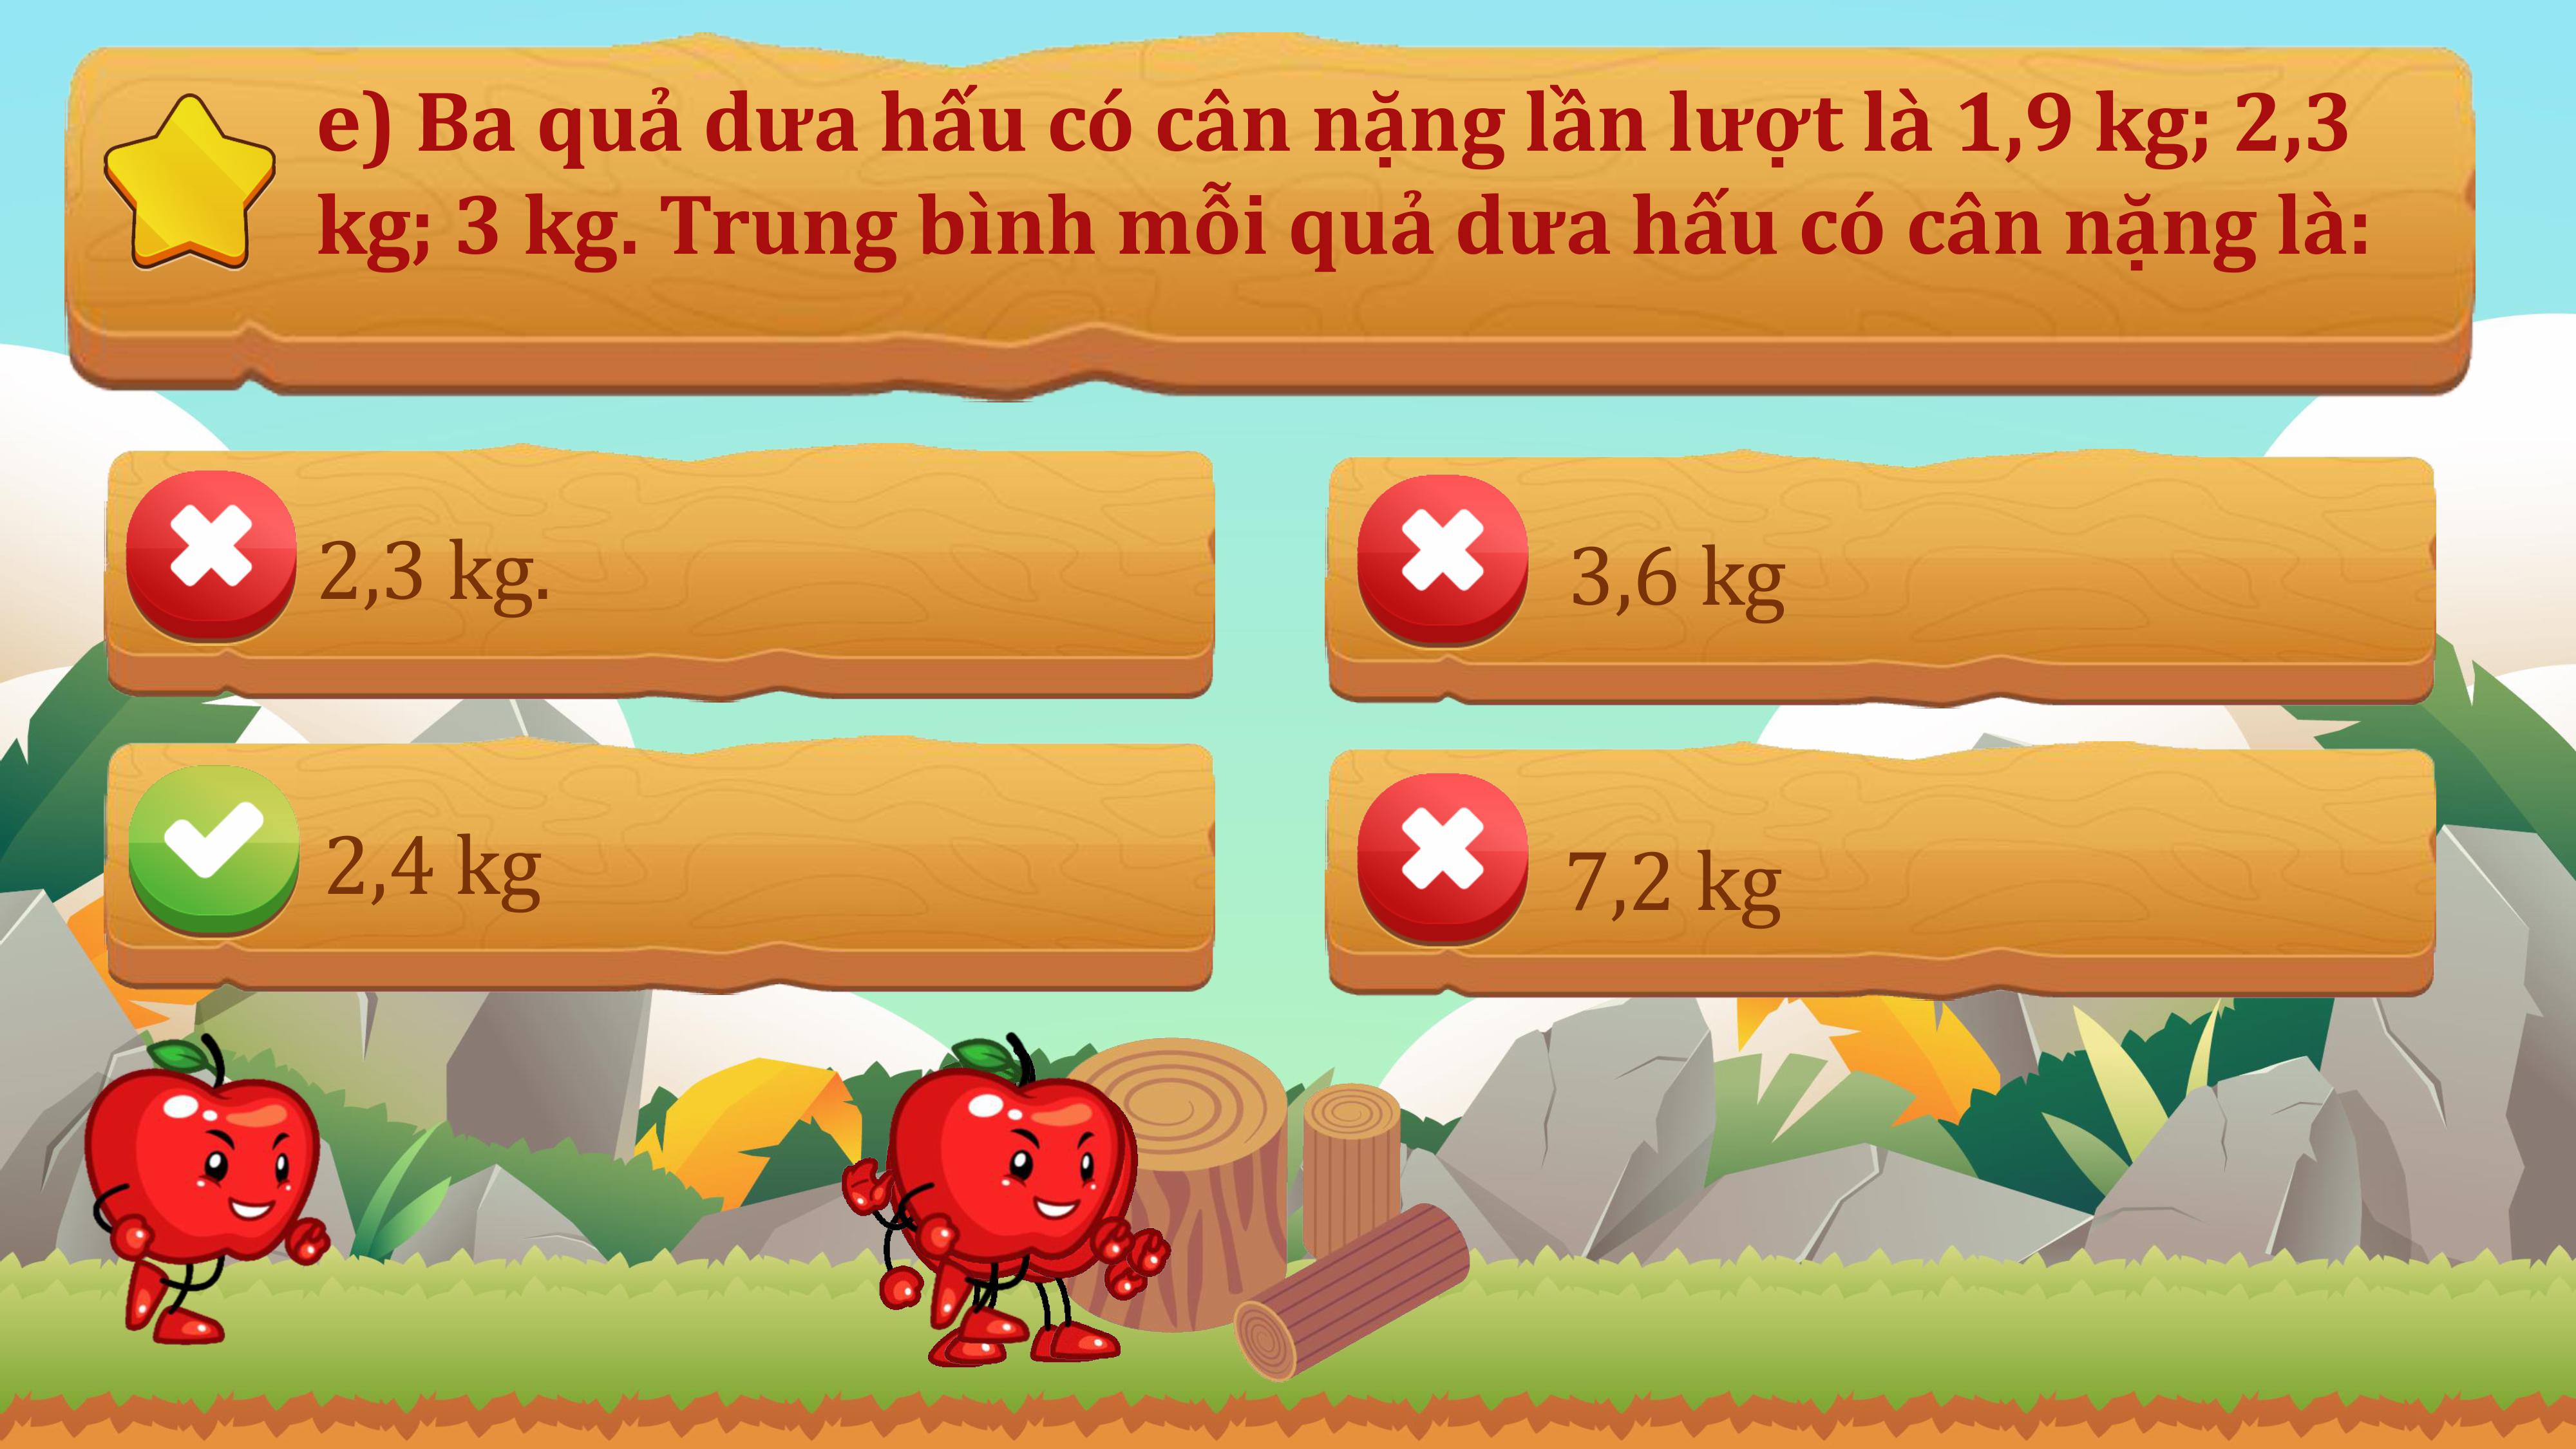 e) Ba quả dưa hấu có cân nặng lần lượt là 1,9 kg; 2,3
kg; 3 kg. Trung bình mỗi quả dưa hấu có cân nặng là:
2,3 kg.
3,6 kg
2,4 kg
7,2 kg